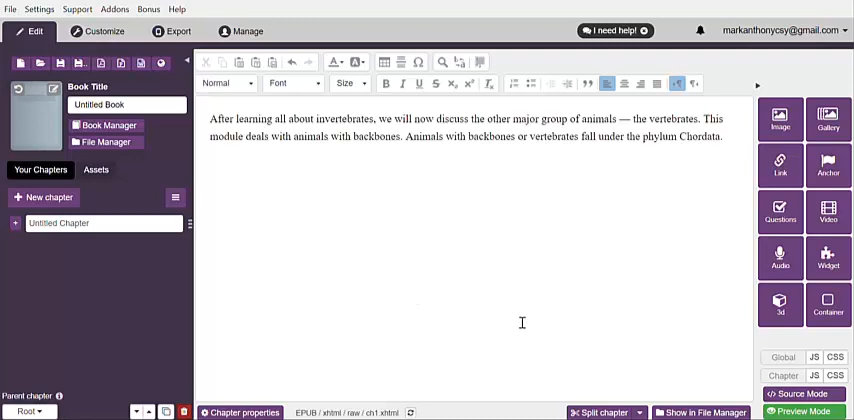 File Settings Support Addons Bonus Help
Edit Customize Export Manage I need help! markanthonycsy@gmail.com
Book Title
Untitled Book
Book Manager
File Manager
Your Chapters Assets
New chapter
Untitled Chapter
Parent chapter
Root
Normal Font Size B I U S
After learning all about invertebrates, we will now discuss the other major group of animals — the vertebrates. This
module deals with animals with backbones. Animals with backbones or vertebrates fall under the phylum Chordata.
Chapter properties EPUB / xhtml / raw / ch1.xhtml Split chapter Show in File Manager
Image Gallery
Link Anchor
Questions Video
Audio Widget
3d Container
Global JS CSS
Chapter JS CSS
Source Mode
Preview Mode